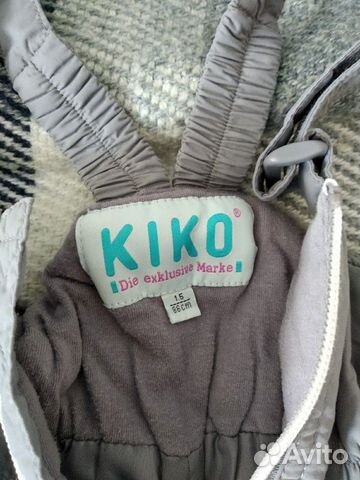 KIKO®
Die exklusive Marke
1,5
86cm
Avito